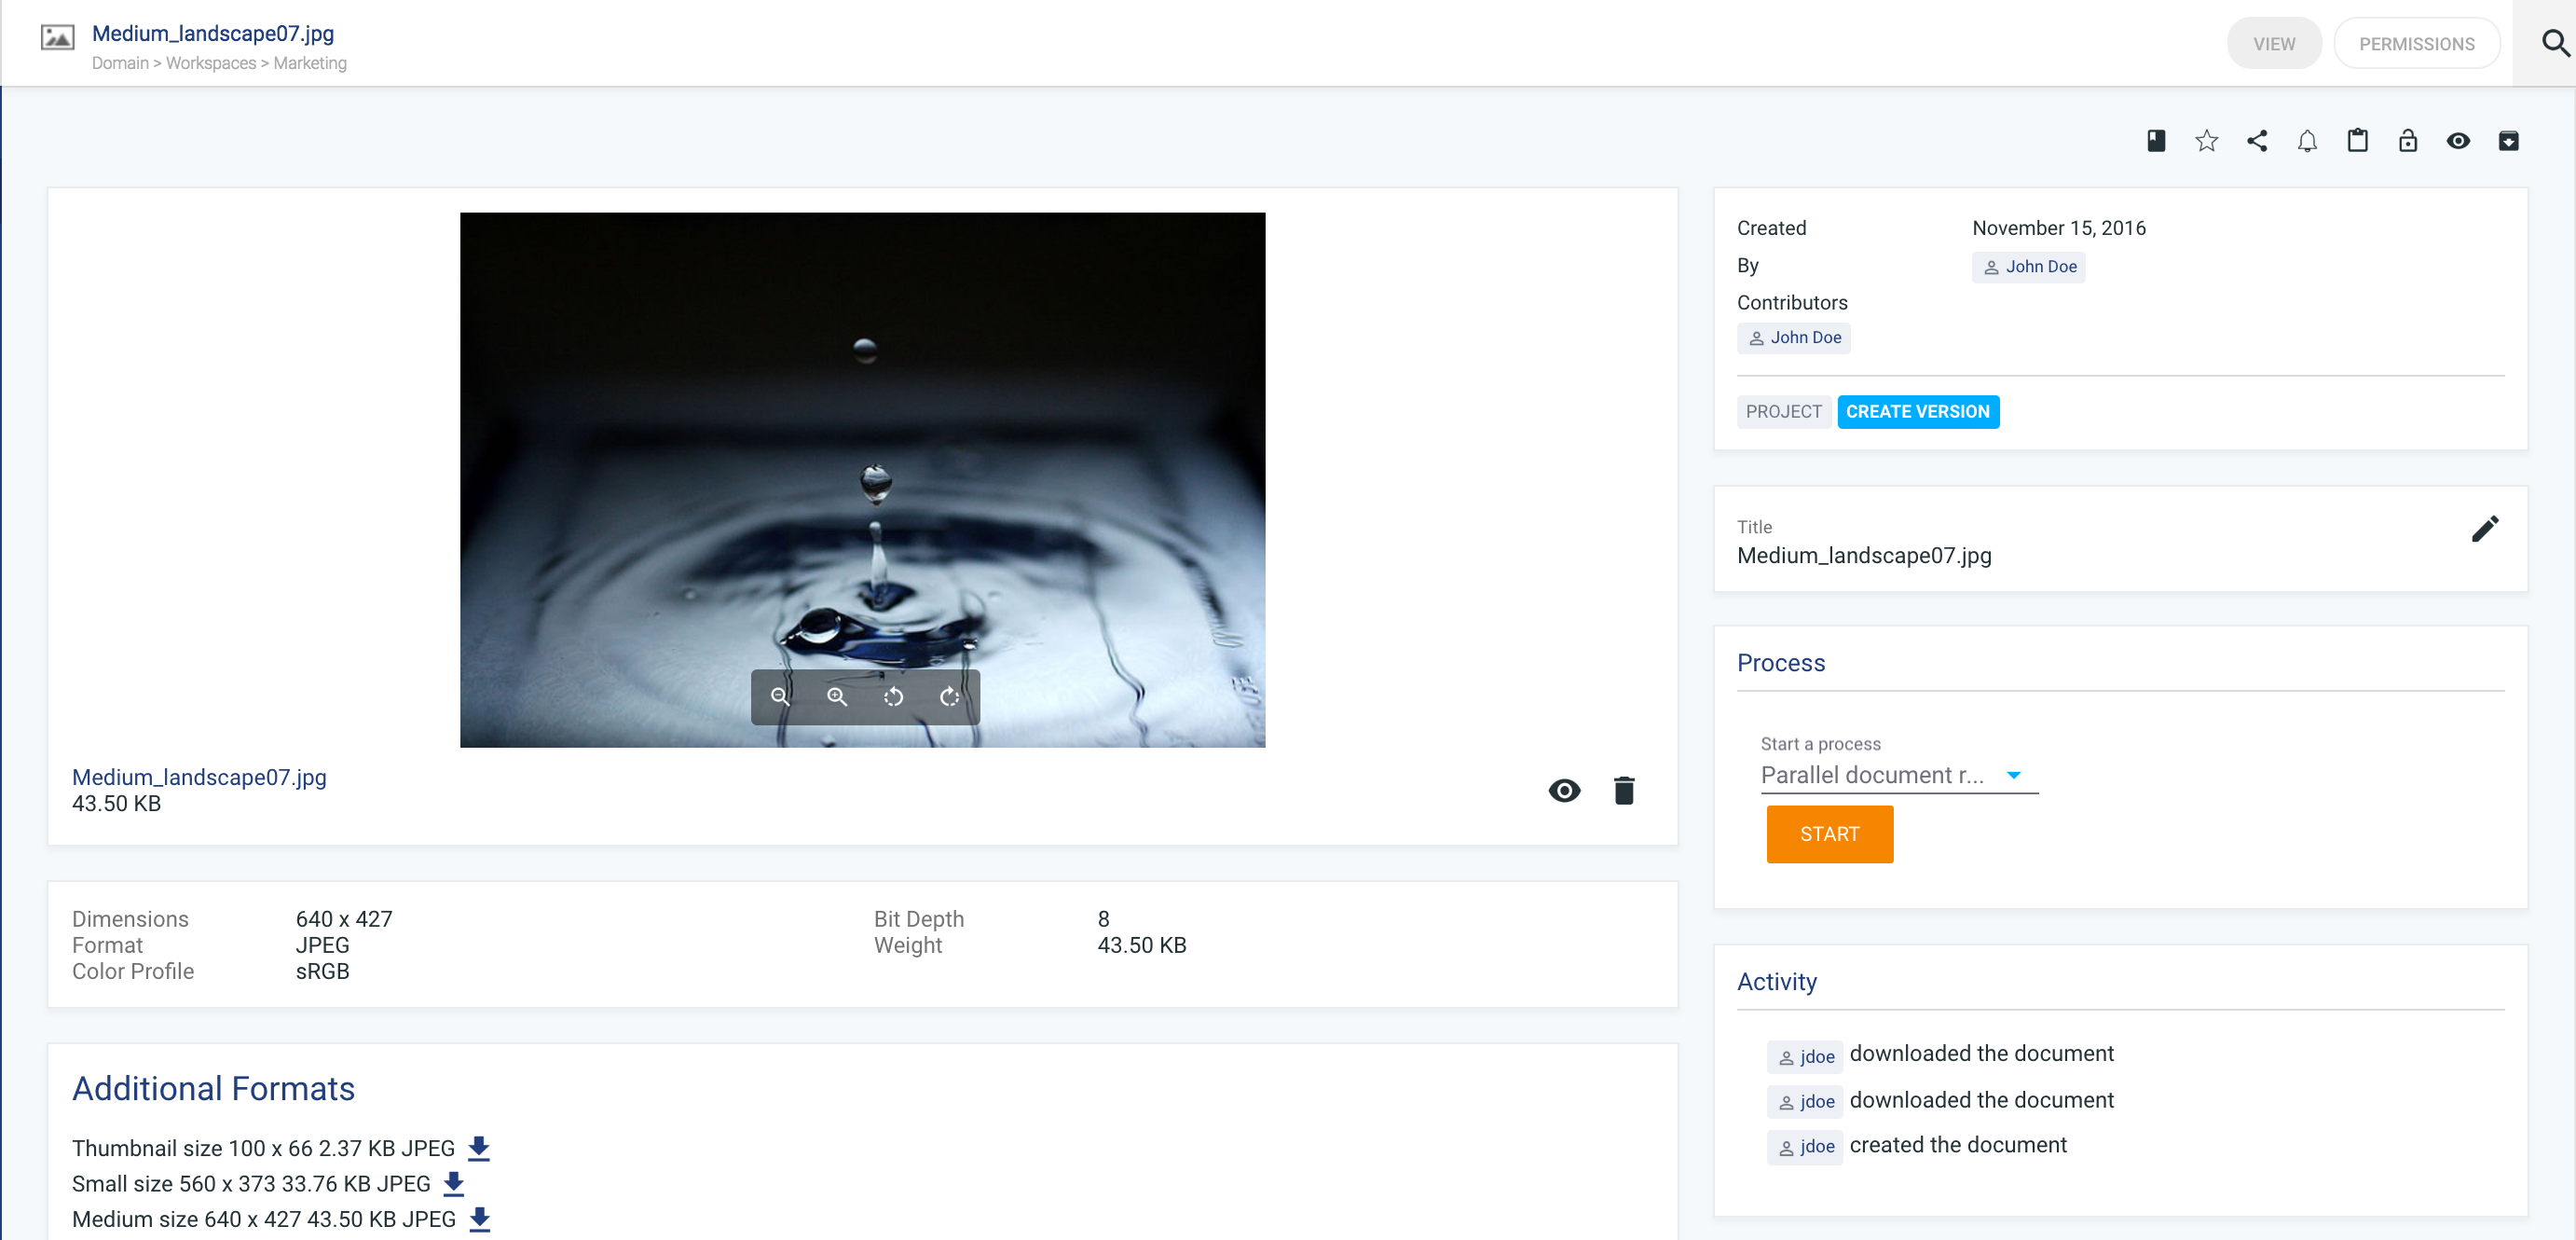 Medium_landscape07.jpg
Domain > Workspaces > Marketing
VIEW
PERMISSIONS
Medium_landscape07.jpg
43.50 KB
Dimensions 640 x 427
Format JPEG
Color Profile sRGB
Bit Depth 8
Weight 43.50 KB
Additional Formats
Thumbnail size 100 x 66 2.37 KB JPEG
Small size 560 x 373 33.76 KB JPEG
Medium size 640 x 427 43.50 KB JPEG
Created November 15, 2016
By John Doe
Contributors
John Doe
PROJECT CREATE VERSION
Title
Medium_landscape07.jpg
Process
Start a process
Parallel document r...
START
Activity
jdoe downloaded the document
jdoe downloaded the document
jdoe created the document